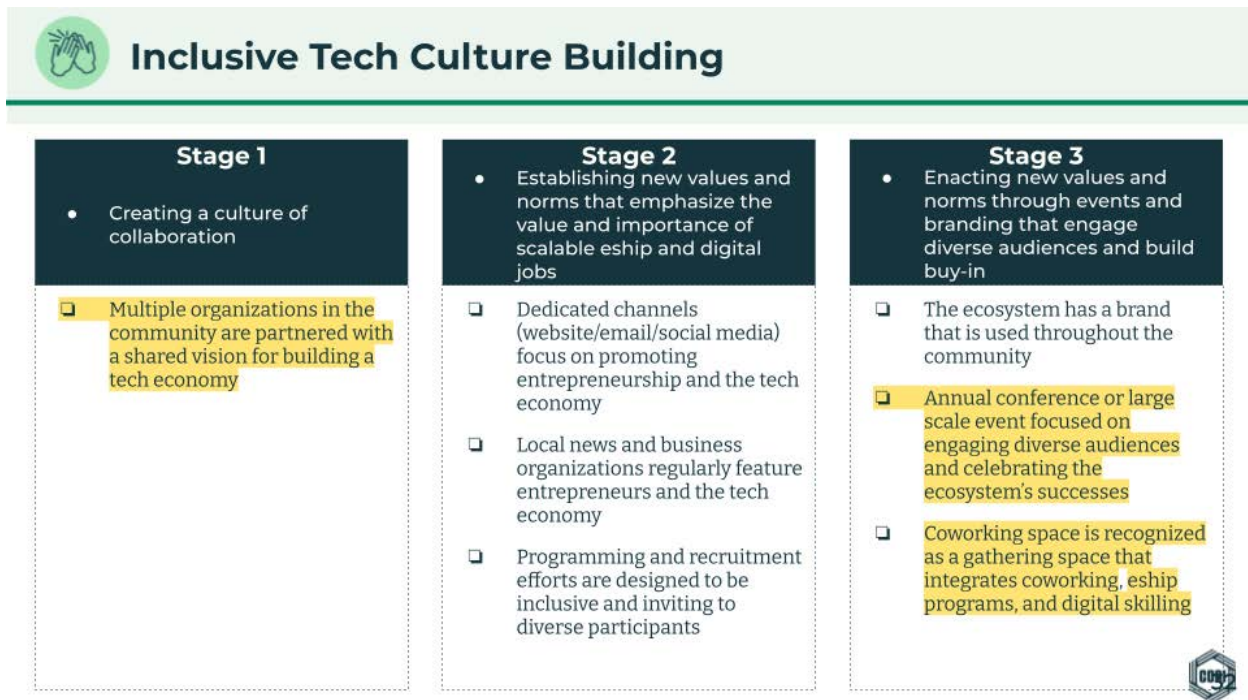 Inclusive Tech Culture Building
Stage 1
● Creating a culture of
collaboration
❏ Multiple organizations in the
community are partnered with
a shared vision for building a
tech economy
Stage 2
● Establishing new values and
norms that emphasize the
value and importance of
scalable eship and digital
jobs
❏ Dedicated channels
(website/email/social media)
focus on promoting
entrepreneurship and the tech
economy
❏ Local news and business
organizations regularly feature
entrepreneurs and the tech
economy
❏ Programming and recruitment
efforts are designed to be
inclusive and inviting to
diverse participants
Stage 3
● Enacting new values and
norms through events and
branding that engage
diverse audiences and build
buy-in
❏ The ecosystem has a brand
that is used throughout the
community
❏ Annual conference or large
scale event focused on
engaging diverse audiences
and celebrating the
ecosystem’s successes
❏ Coworking space is recognized
as a gathering space that
integrates coworking, eship
programs, and digital skilling